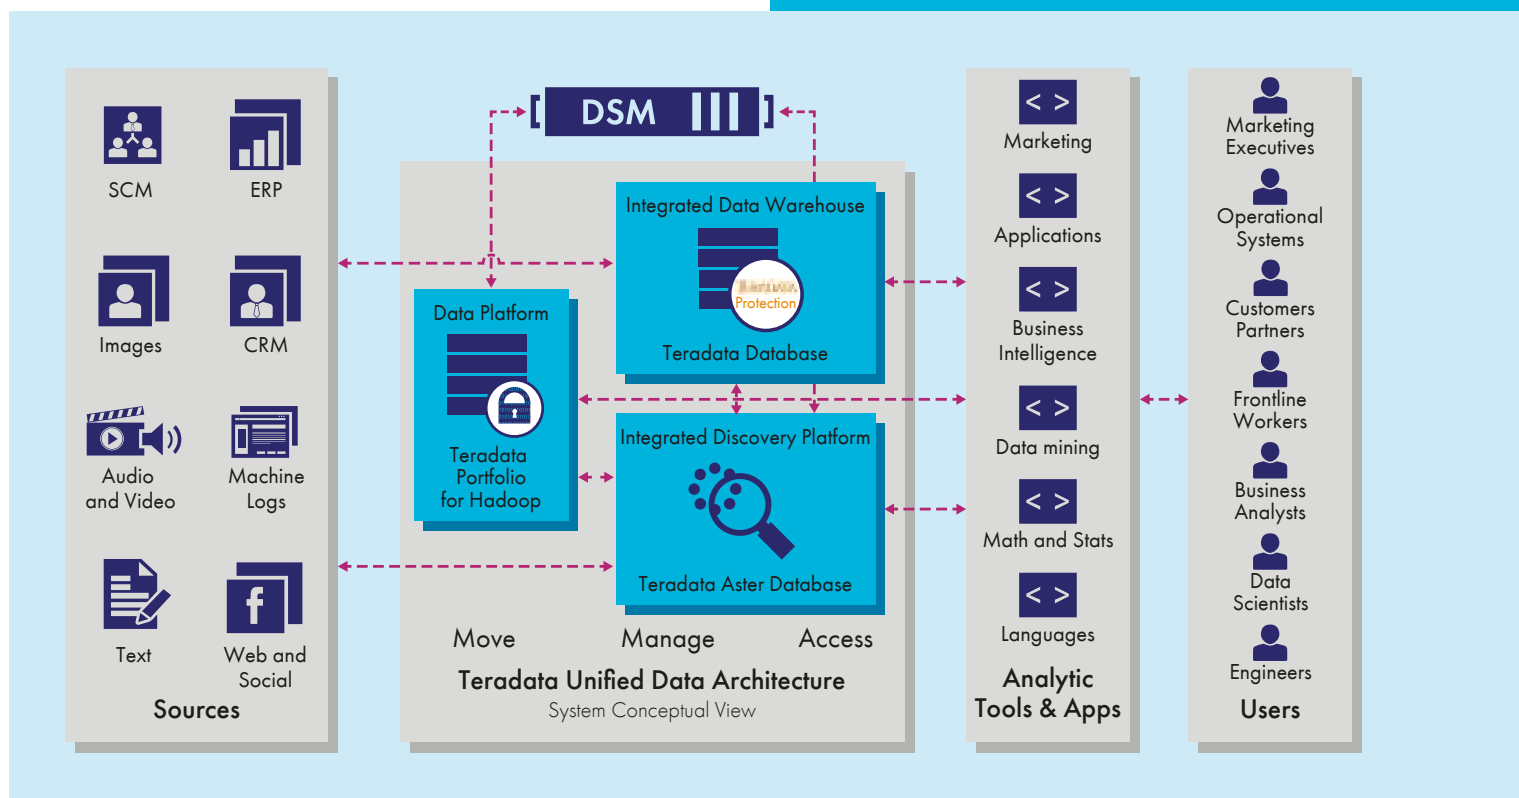 DSM
SCM
ERP
Images
CRM
Audio
and Video
Machine
Logs
Text
Web and
Social
Sources
Data Platform
Teradata
Portfolio
for Hadoop
Integrated Data Warehouse
Protection
Teradata Database
Integrated Discovery Platform
Teradata Aster Database
Move
Manage
Access
Teradata Unified Data Architecture
System Conceptual View
< >
Marketing
< >
Applications
< >
Business
Intelligence
< >
Data mining
< >
Math and Stats
< >
Languages
Analytic
Tools & Apps
Marketing
Executives
Operational
Systems
Customers
Partners
Frontline
Workers
Business
Analysts
Data
Scientists
Engineers
Users